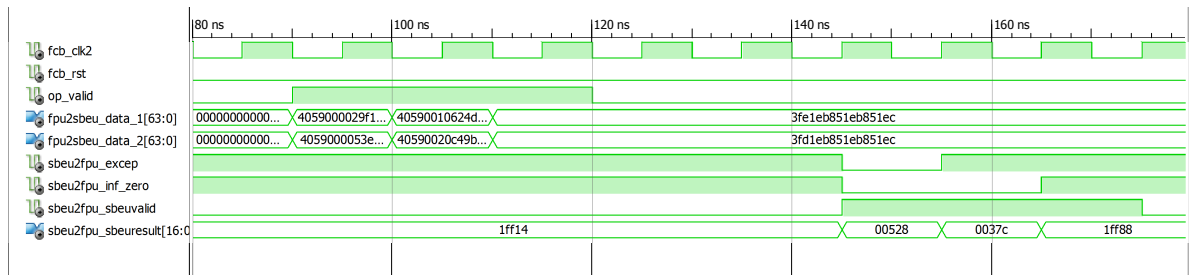 80 ns 100 ns 120 ns 140 ns 160 ns
fcb_clk2
fcb_rst
op_valid
fpu2sbeu_data_1[63:0] 00000000000... 4059000029f1... 40590010624d... 3fe1eb851eb851ec
fpu2sbeu_data_2[63:0] 00000000000... 4059000053e... 40590020c49b... 3fd1eb851eb851ec
sbeu2fpu_excep
sbeu2fpu_inf_zero
sbeu2fpu_sbeuvalid
sbeu2fpu_sbeuresult[16:0 1ff14 00528 0037c 1ff88